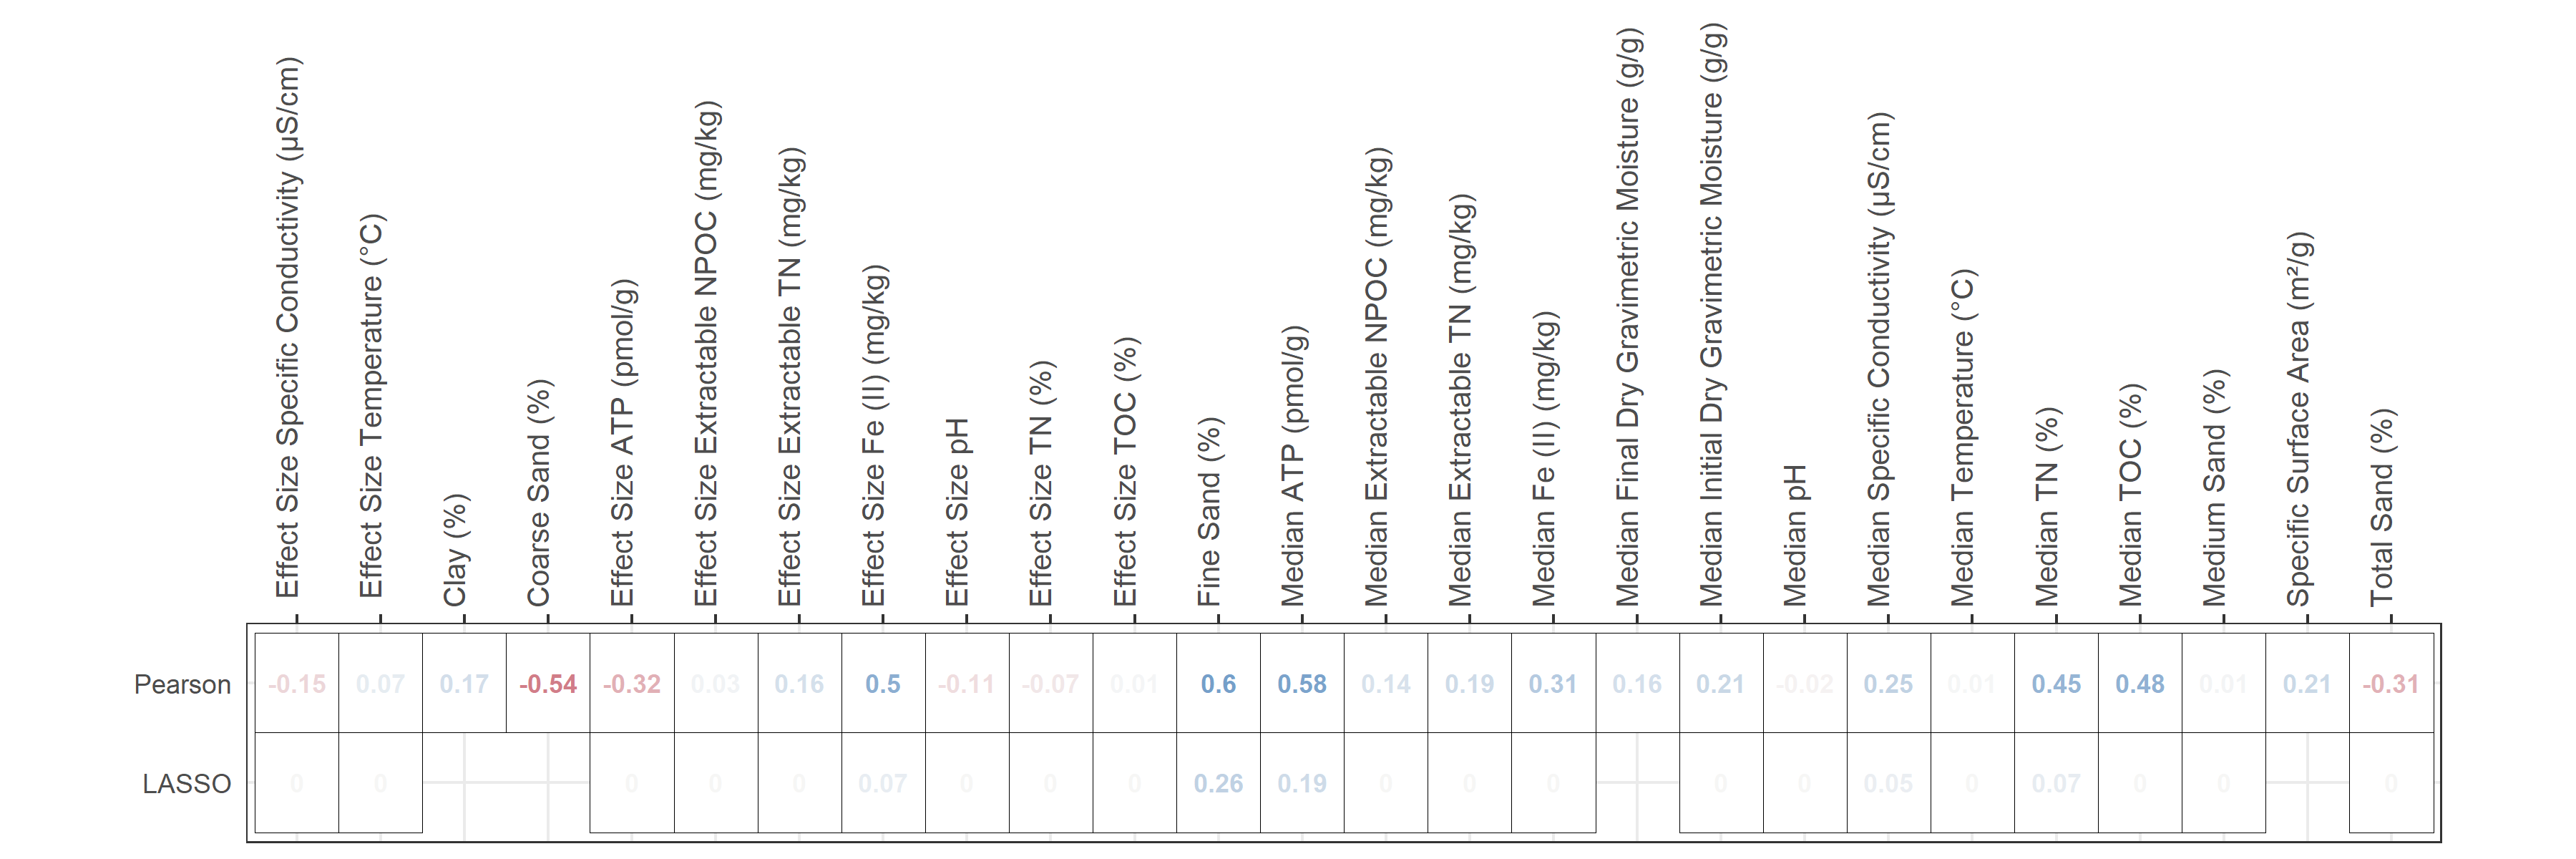 Effect Size Specific Conductivity (µS/cm)
Effect Size Temperature (°C)
Clay (%)
Coarse Sand (%)
Effect Size ATP (pmol/g)
Effect Size Extractable NPOC (mg/kg)
Effect Size Extractable TN (mg/kg)
Effect Size Fe (II) (mg/kg)
Effect Size pH
Effect Size TN (%)
Effect Size TOC (%)
Fine Sand (%)
Median ATP (pmol/g)
Median Extractable NPOC (mg/kg)
Median Extractable TN (mg/kg)
Median Fe (II) (mg/kg)
Median Final Dry Gravimetric Moisture (g/g)
Median Initial Dry Gravimetric Moisture (g/g)
Median pH
Median Specific Conductivity (µS/cm)
Median Temperature (°C)
Median TN (%)
Median TOC (%)
Medium Sand (%)
Specific Surface Area (m²/g)
Total Sand (%)
Pearson -0.15 0.07 0.17 -0.54 -0.32 0.03 0.16 0.5 -0.11 -0.07 0.01 0.6 0.58 0.14 0.19 0.31 0.16 0.21 -0.02 0.25 0.01 0.45 0.48 0.01 0.21 -0.31
LASSO 0 0 0 0 0 0.07 0 0 0 0.26 0.19 0 0 0 0 0 0.05 0 0.07 0 0 0